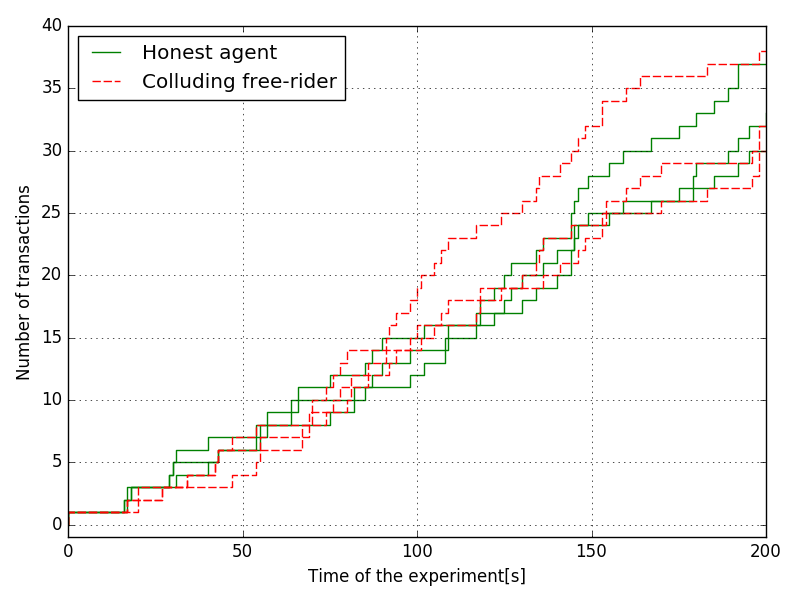 Honest agent
Colluding free-rider
40
35
30
25
20
15
10
5
0
Number of transactions
0 50 100 150 200
Time of the experiment[s]